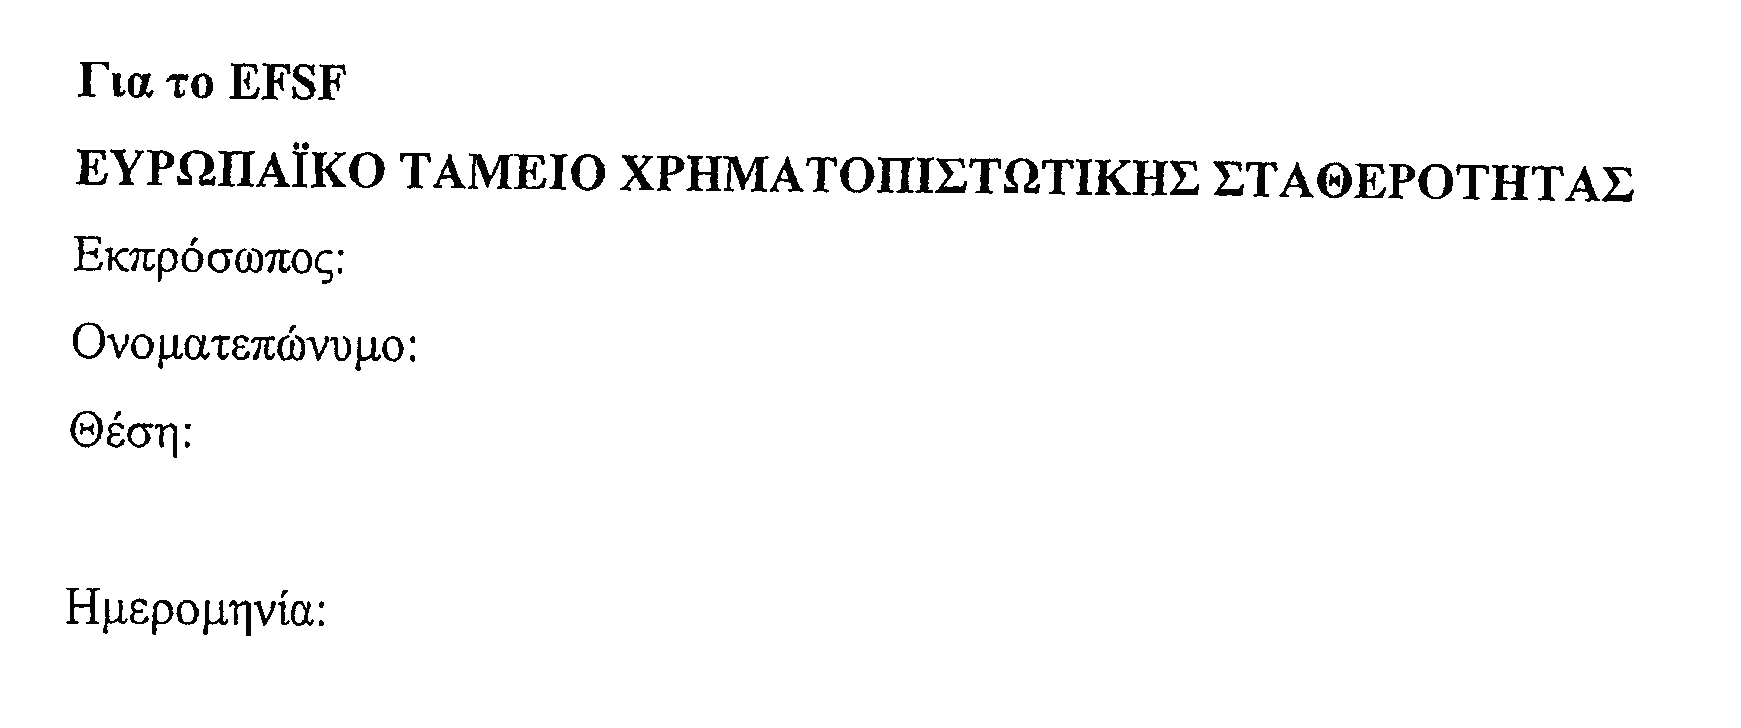 Για το EFSF
ΕΥΡΩΠΑΪΚΟ ΤΑΜΕΙΟ ΧΡΗΜΑΤΟΠΙΣΤΩΤΙΚΗΣ ΣΤΑΘΕΡΟΤΗΤΑΣ
Εκπρόσωπος:
Ονοματεπώνυμο:
Θέση:
Ημερομηνία: